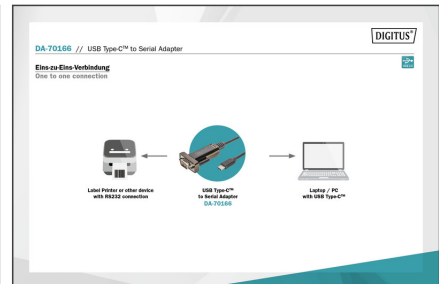 DIGITUS®
DA-70166 // USB Type-C™ to Serial Adapter
Eins-zu-Eins-Verbindung
One to one connection
Label Printer or other device
with RS232 connection
USB Type-C™
to Serial Adapter
DA-70166
Laptop / PC
with USB Type-C™